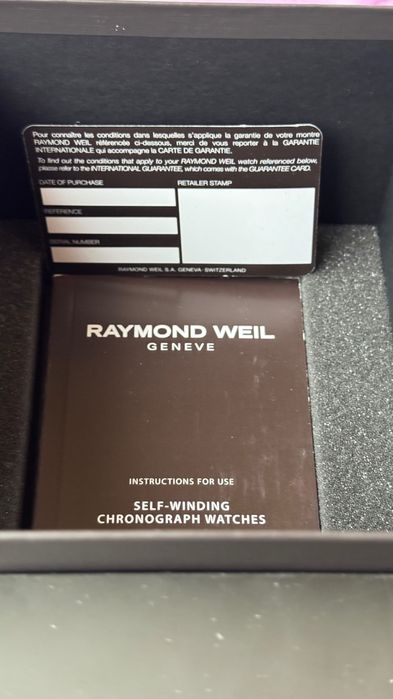 Pour connaître les conditions dans lesquelles s'applique la garantie de votre montre
RAYMOND WEIL référencée ci-dessous, merci de vous reporter à la GARANTIE
INTERNATIONALE qui accompagne la CARTE DE GARANTIE.
To find out the conditions that apply to your RAYMOND WEIL watch referenced below,
please refer to the INTERNATIONAL GUARANTEE, which comes with the GUARANTEE CARD.
DATE OF PURCHASE
RETAILER STAMP
REFERENCE
SERIAL NUMBER
RAYMOND WEIL S.A. GENEVA - SWITZERLAND
RAYMOND WEIL
GENEVE
INSTRUCTIONS FOR USE
SELF-WINDING
CHRONOGRAPH WATCHES